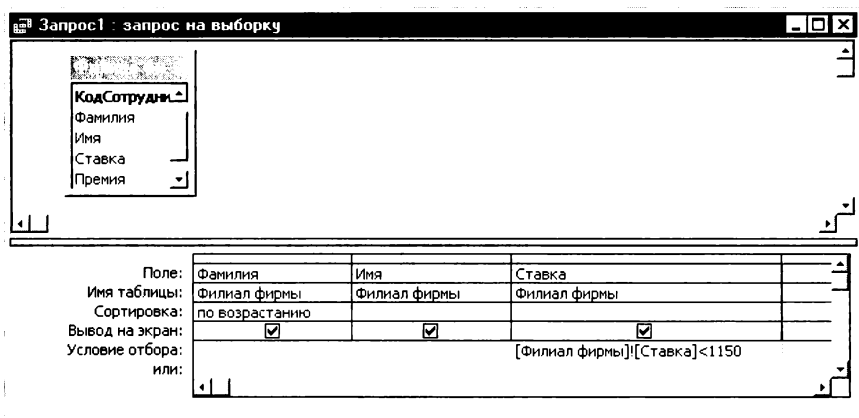 Запрос1 : запрос на выборку
КодСотрудни
Фамилия
Имя
Ставка
Премия
Поле: Фамилия Имя Ставка
Имя таблицы: Филиал фирмы Филиал фирмы Филиал фирмы
Сортировка: по возрастанию
Вывод на экран:
Условие отбора: [Филиал фирмы]![Ставка]<1150
или: